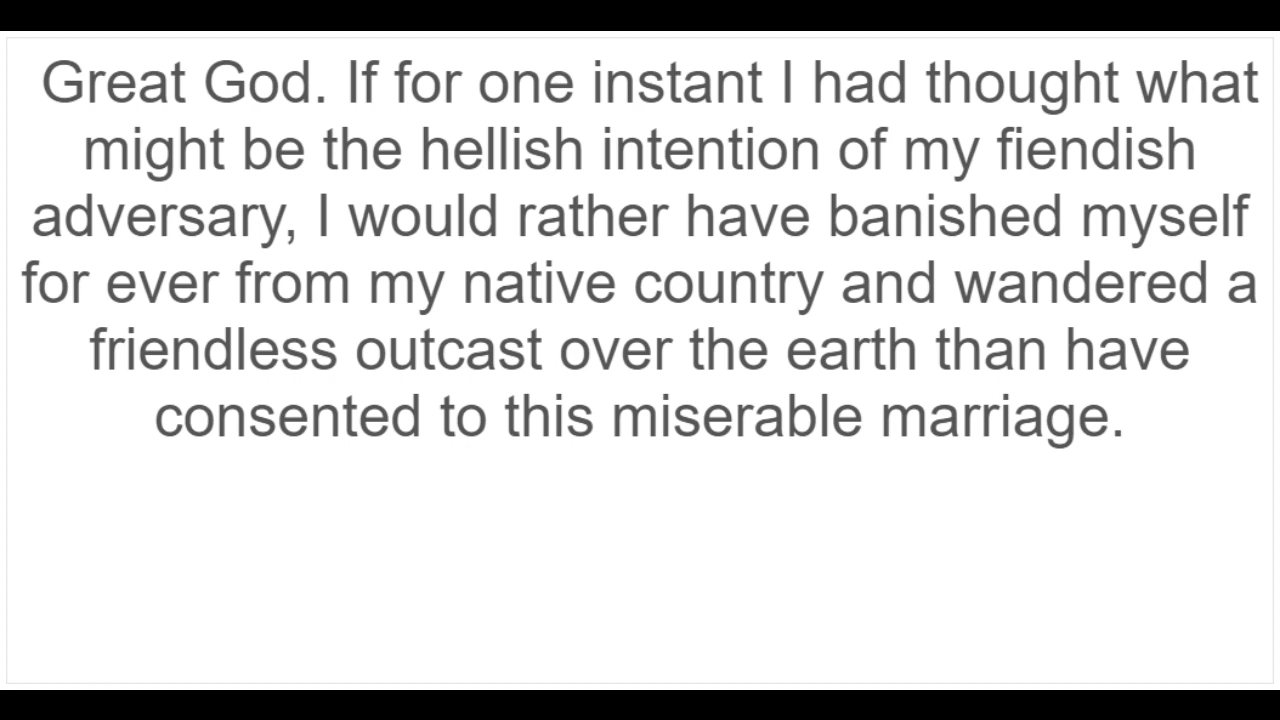 Great God. If for one instant I had thought what
might be the hellish intention of my fiendish
adversary, I would rather have banished myself
for ever from my native country and wandered a
friendless outcast over the earth than have
consented to this miserable marriage.